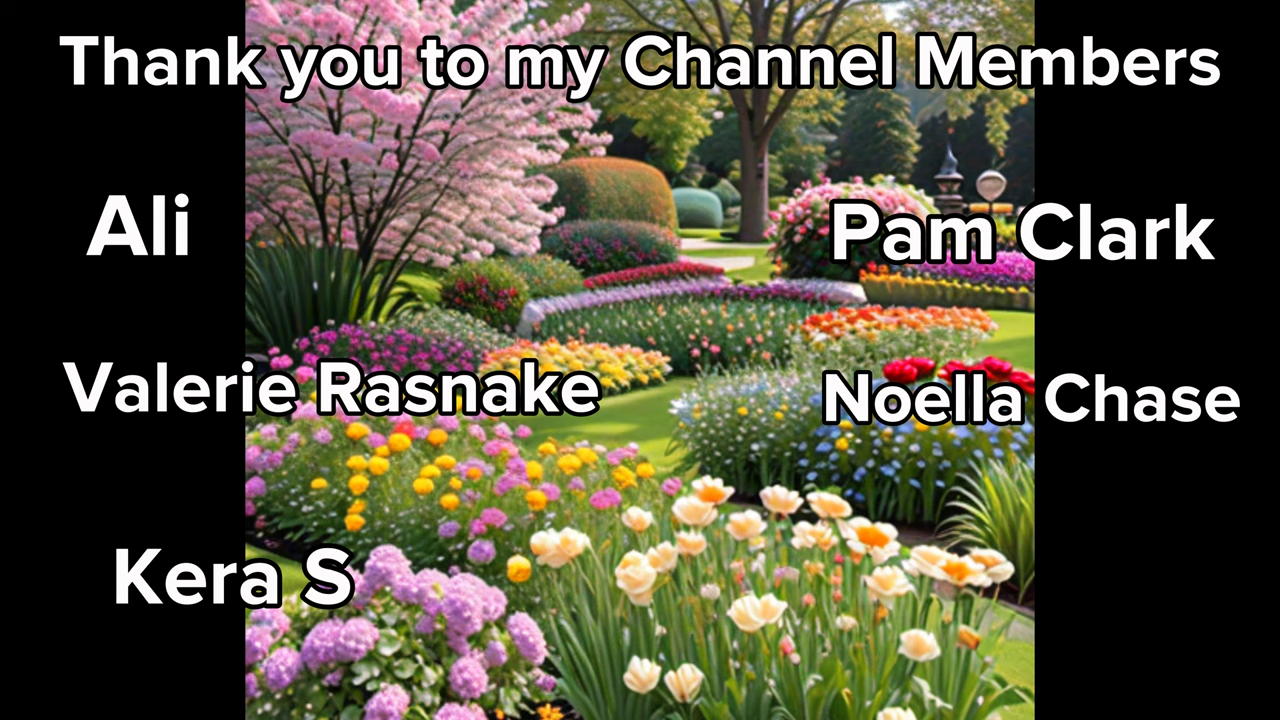 Thank you to my Channel Members
Ali
Pam Clark
Valerie Rasnake
Noella Chase
Kera S